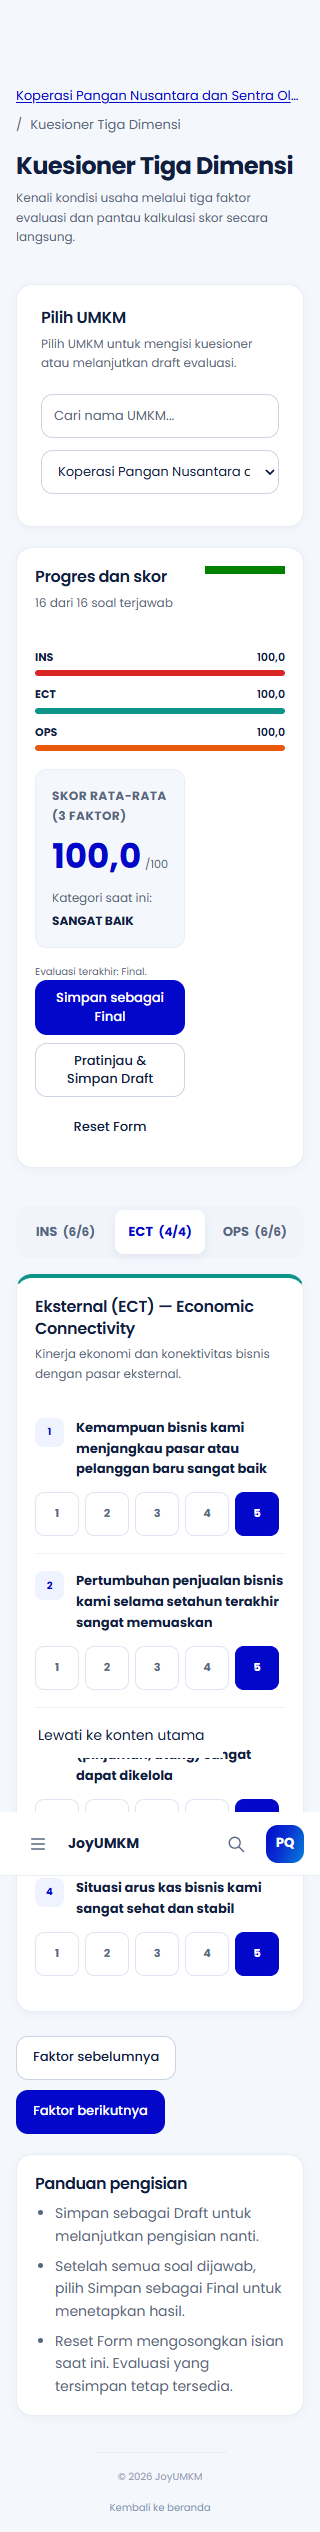 Koperasi Pangan Nusantara dan Sentra Ol...
/ Kuesioner Tiga Dimensi
Kuesioner Tiga Dimensi
Kenali kondisi usaha melalui tiga faktor
evaluasi dan pantau kalkulasi skor secara
langsung.
Pilih UMKM
Pilih UMKM untuk mengisi kuesioner
atau melanjutkan draft evaluasi.
Cari nama UMKM...
Koperasi Pangan Nusantara
Progres dan skor
16 dari 16 soal terjawab
INS 100,0
ECT 100,0
OPS 100,0
SKOR RATA-RATA
(3 FAKTOR)
100,0 /100
Kategori saat ini:
SANGAT BAIK
Evaluasi terakhir: Final.
Simpan sebagai
Final
Pratinjau &
Simpan Draft
Reset Form
INS (6/6) ECT (4/4) OPS (6/6)
Eksternal (ECT) — Economic
Connectivity
Kinerja ekonomi dan konektivitas bisnis
dengan pasar eksternal.
1 Kemampuan bisnis kami
menjangkau pasar atau
pelanggan baru sangat baik
1 2 3 4 5
2 Pertumbuhan penjualan bisnis
kami selama setahun terakhir
sangat memuaskan
1 2 3 4 5
Lewati ke konten utama
(pinjaman, utang) sangat
dapat dikelola
JoyUMKM PQ
4 Situasi arus kas bisnis kami
sangat sehat dan stabil
1 2 3 4 5
Faktor sebelumnya
Faktor berikutnya
Panduan pengisian
• Simpan sebagai Draft untuk
melanjutkan pengisian nanti.
• Setelah semua soal dijawab,
pilih Simpan sebagai Final untuk
menetapkan hasil.
• Reset Form mengosongkan isian
saat ini. Evaluasi yang
tersimpan tetap tersedia.
© 2026 JoyUMKM
Kembali ke beranda